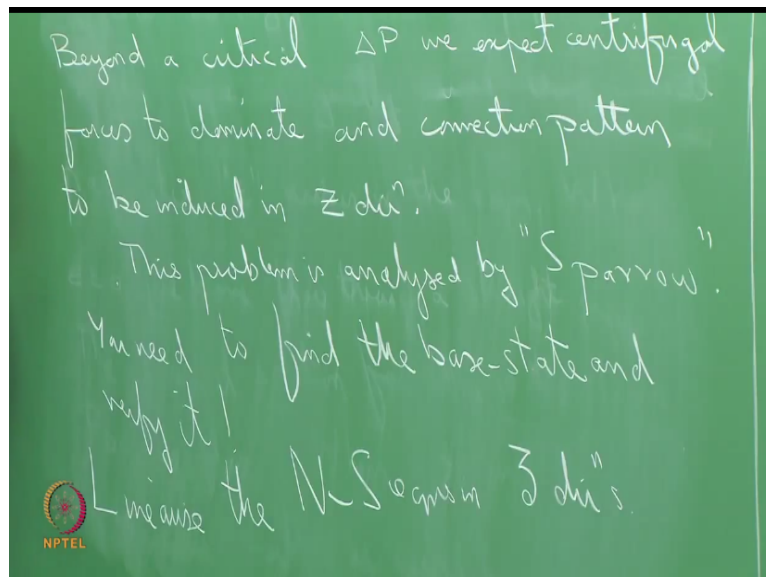 Beyond a critical ΔP we expect centrifugal
forces to dominate and convection pattern
to be induced in Z dirⁿ.
This problem is analysed by "Sparrow".
You need to find the base-state and
verify it!
Linearise the N-S eqns in 3 dirⁿs.
NPTEL